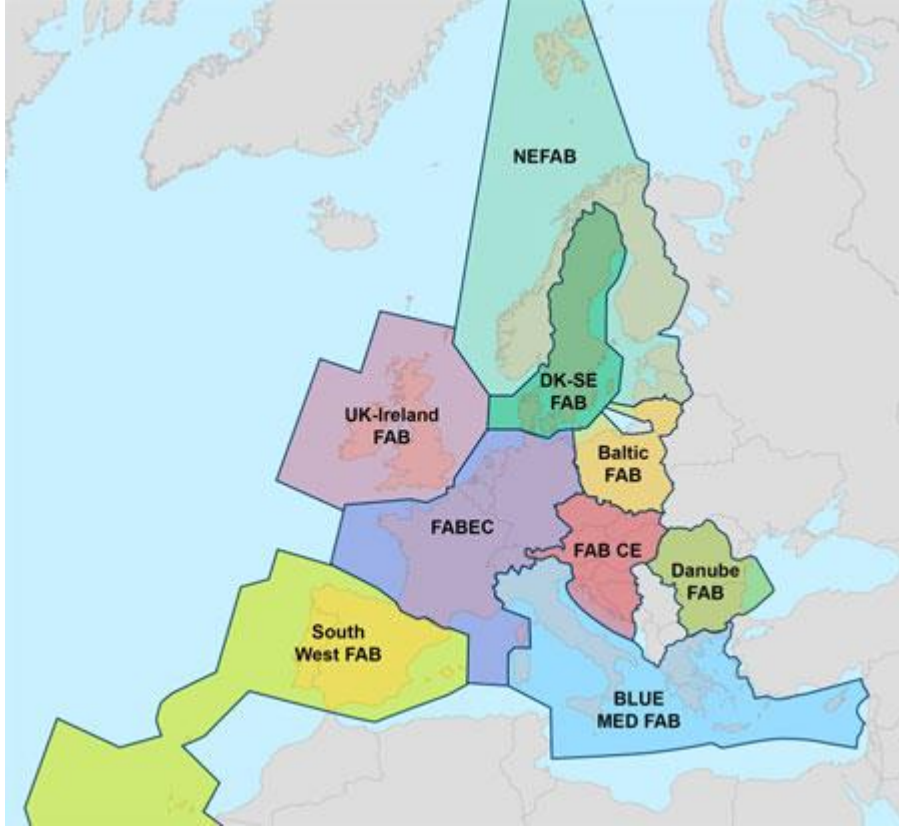 NEFAB
DK-SE
FAB
UK-Ireland
FAB
Baltic
FAB
FABEC
FAB CE
Danube
FAB
South
West FAB
BLUE
MED FAB